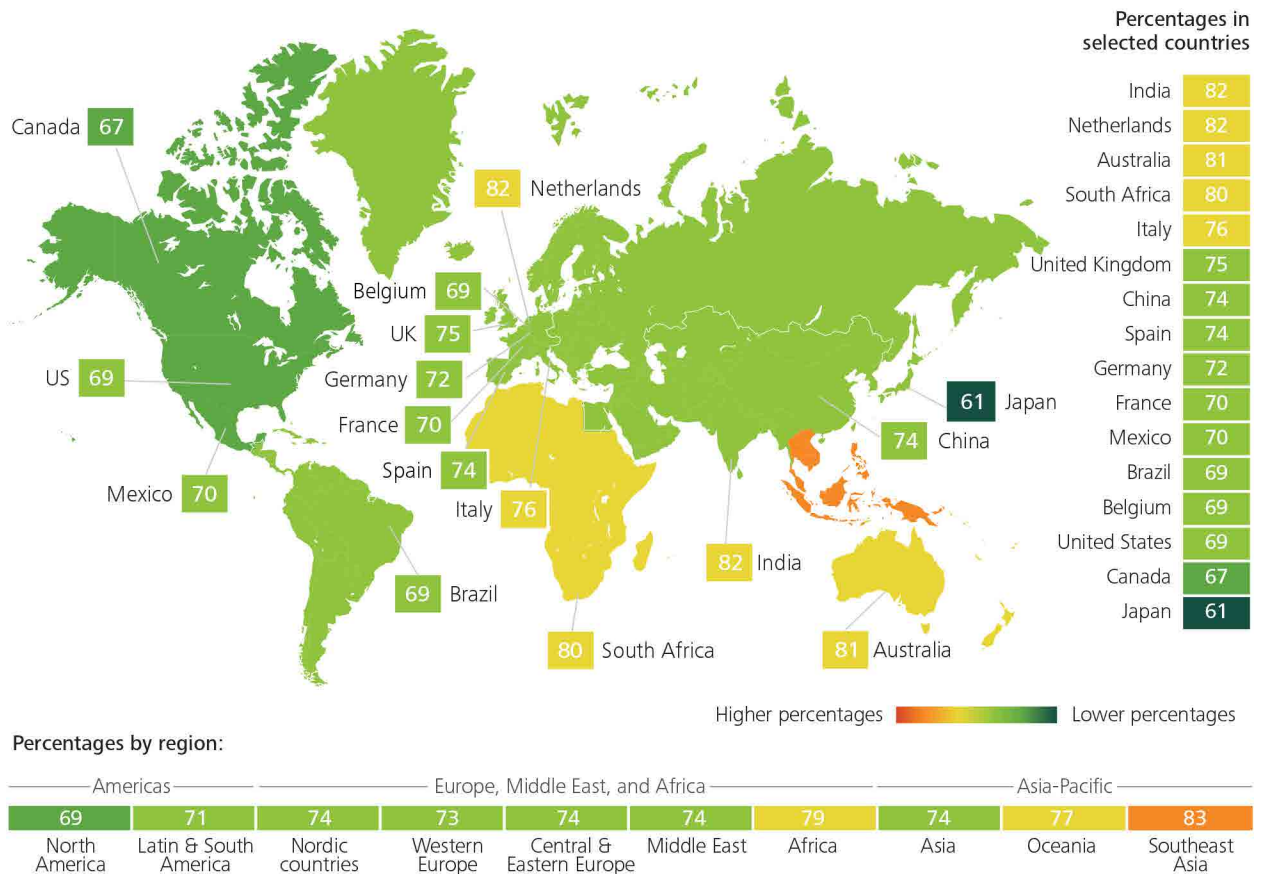 Percentages in
selected countries
India 82
Netherlands 82
Australia 81
South Africa 80
Italy 76
United Kingdom 75
China 74
Spain 74
Germany 72
France 70
Mexico 70
Brazil 69
Belgium 69
United States 69
Canada 67
Japan 61
Canada 67
82 Netherlands
Belgium 69
UK 75
US 69
Germany 72
61 Japan
France 70
74 China
Spain 74
Mexico 70
Italy 76
82 India
69 Brazil
80 South Africa
81 Australia
Higher percentages Lower percentages
Percentages by region:
Americas Europe, Middle East, and Africa Asia-Pacific
69 71 74 73 74 74 79 74 77 83
North Latin & South Nordic Western Central & Middle East Africa Asia Oceania Southeast
America America countries Europe Eastern Europe Asia